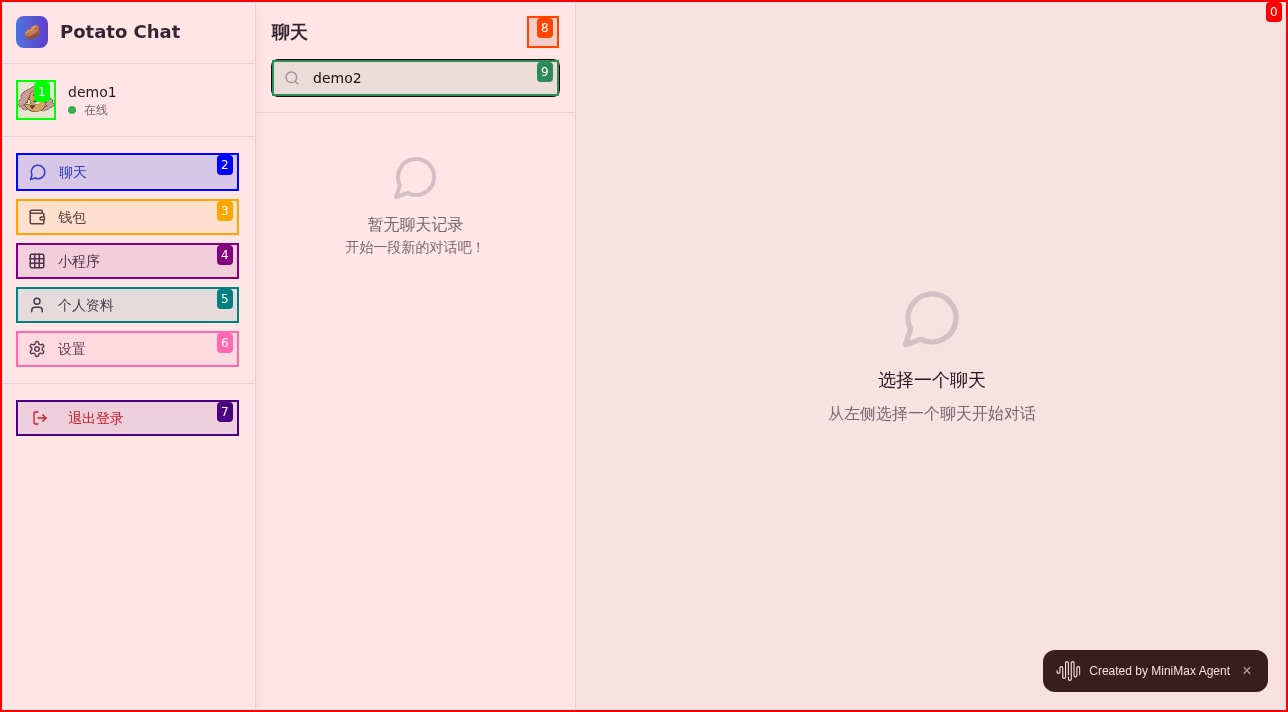 Potato Chat
demo1
在线
聊天
钱包
小程序
个人资料
设置
退出登录
聊天
demo2
暂无聊天记录
开始一段新的对话吧！
选择一个聊天
从左侧选择一个聊天开始对话
Created by MiniMax Agent ×
0
1
2
3
4
5
6
7
8
9